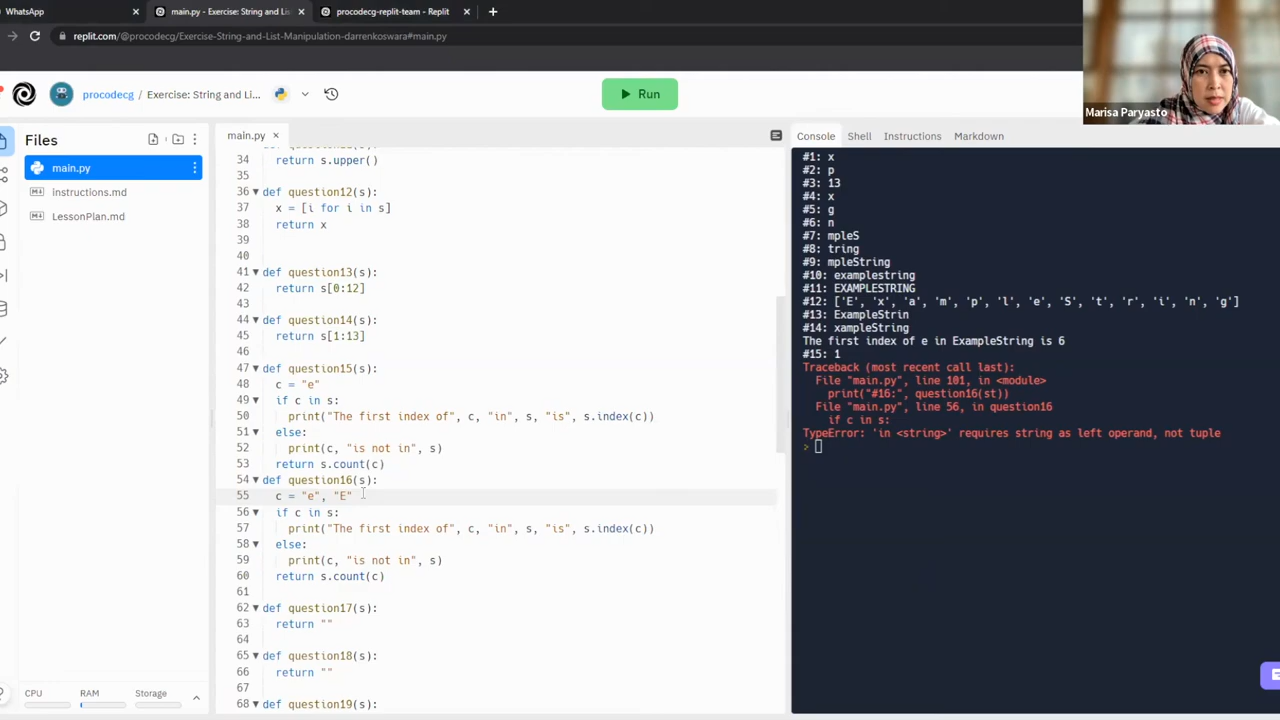 WhatsApp
main.py - Exercise: String and Lis
procodecg-replit-team - Replit
replit.com/@procodecg/Exercise-String-and-List-Manipulation-darrenkoswara#main.py
procodecg / Exercise: String and Li...
Run
Marisa Paryasto
Files
main.py
instructions.md
LessonPlan.md
CPU
RAM
Storage
main.py
34 return s.upper()
35
36 def question12(s):
37 x = [i for i in s]
38 return x
39
40
41 def question13(s):
42 return s[0:12]
43
44 def question14(s):
45 return s[1:13]
46
47 def question15(s):
48 c = "e"
49 if c in s:
50 print("The first index of", c, "in", s, "is", s.index(c))
51 else:
52 print(c, "is not in", s)
53 return s.count(c)
54 def question16(s):
55 c = "e", "E"
56 if c in s:
57 print("The first index of", c, "in", s, "is", s.index(c))
58 else:
59 print(c, "is not in", s)
60 return s.count(c)
61
62 def question17(s):
63 return ""
64
65 def question18(s):
66 return ""
67
68 def question19(s):
Console
Shell
Instructions
Markdown
#1: x
#2: p
#3: 13
#4: x
#5: g
#6: n
#7: mpleS
#8: tring
#9: mpleString
#10: examplestring
#11: EXAMPLESTRING
#12: ['E', 'x', 'a', 'm', 'p', 'l', 'e', 'S', 't', 'r', 'i', 'n', 'g']
#13: ExampleStrin
#14: xampleString
The first index of e in ExampleString is 6
#15: 1
Traceback (most recent call last):
File "main.py", line 101, in <module>
print("#16:", question16(st))
File "main.py", line 56, in question16
if c in s:
TypeError: 'in <string>' requires string as left operand, not tuple
>